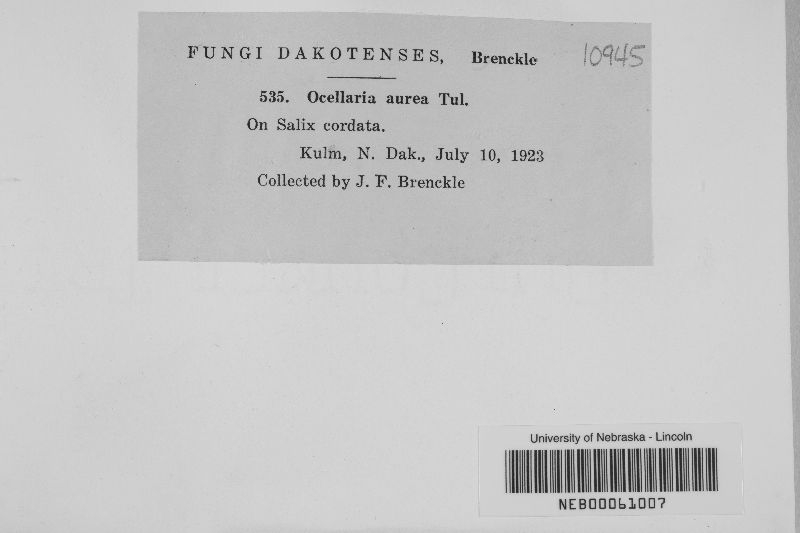 FUNGI DAKOTENSES, Brenckle 10945
535. Ocellaria aurea Tul.
On Salix cordata.
Kulm, N. Dak., July 10, 1923
Collected by J. F. Brenckle
University of Nebraska - Lincoln
NEB00061007